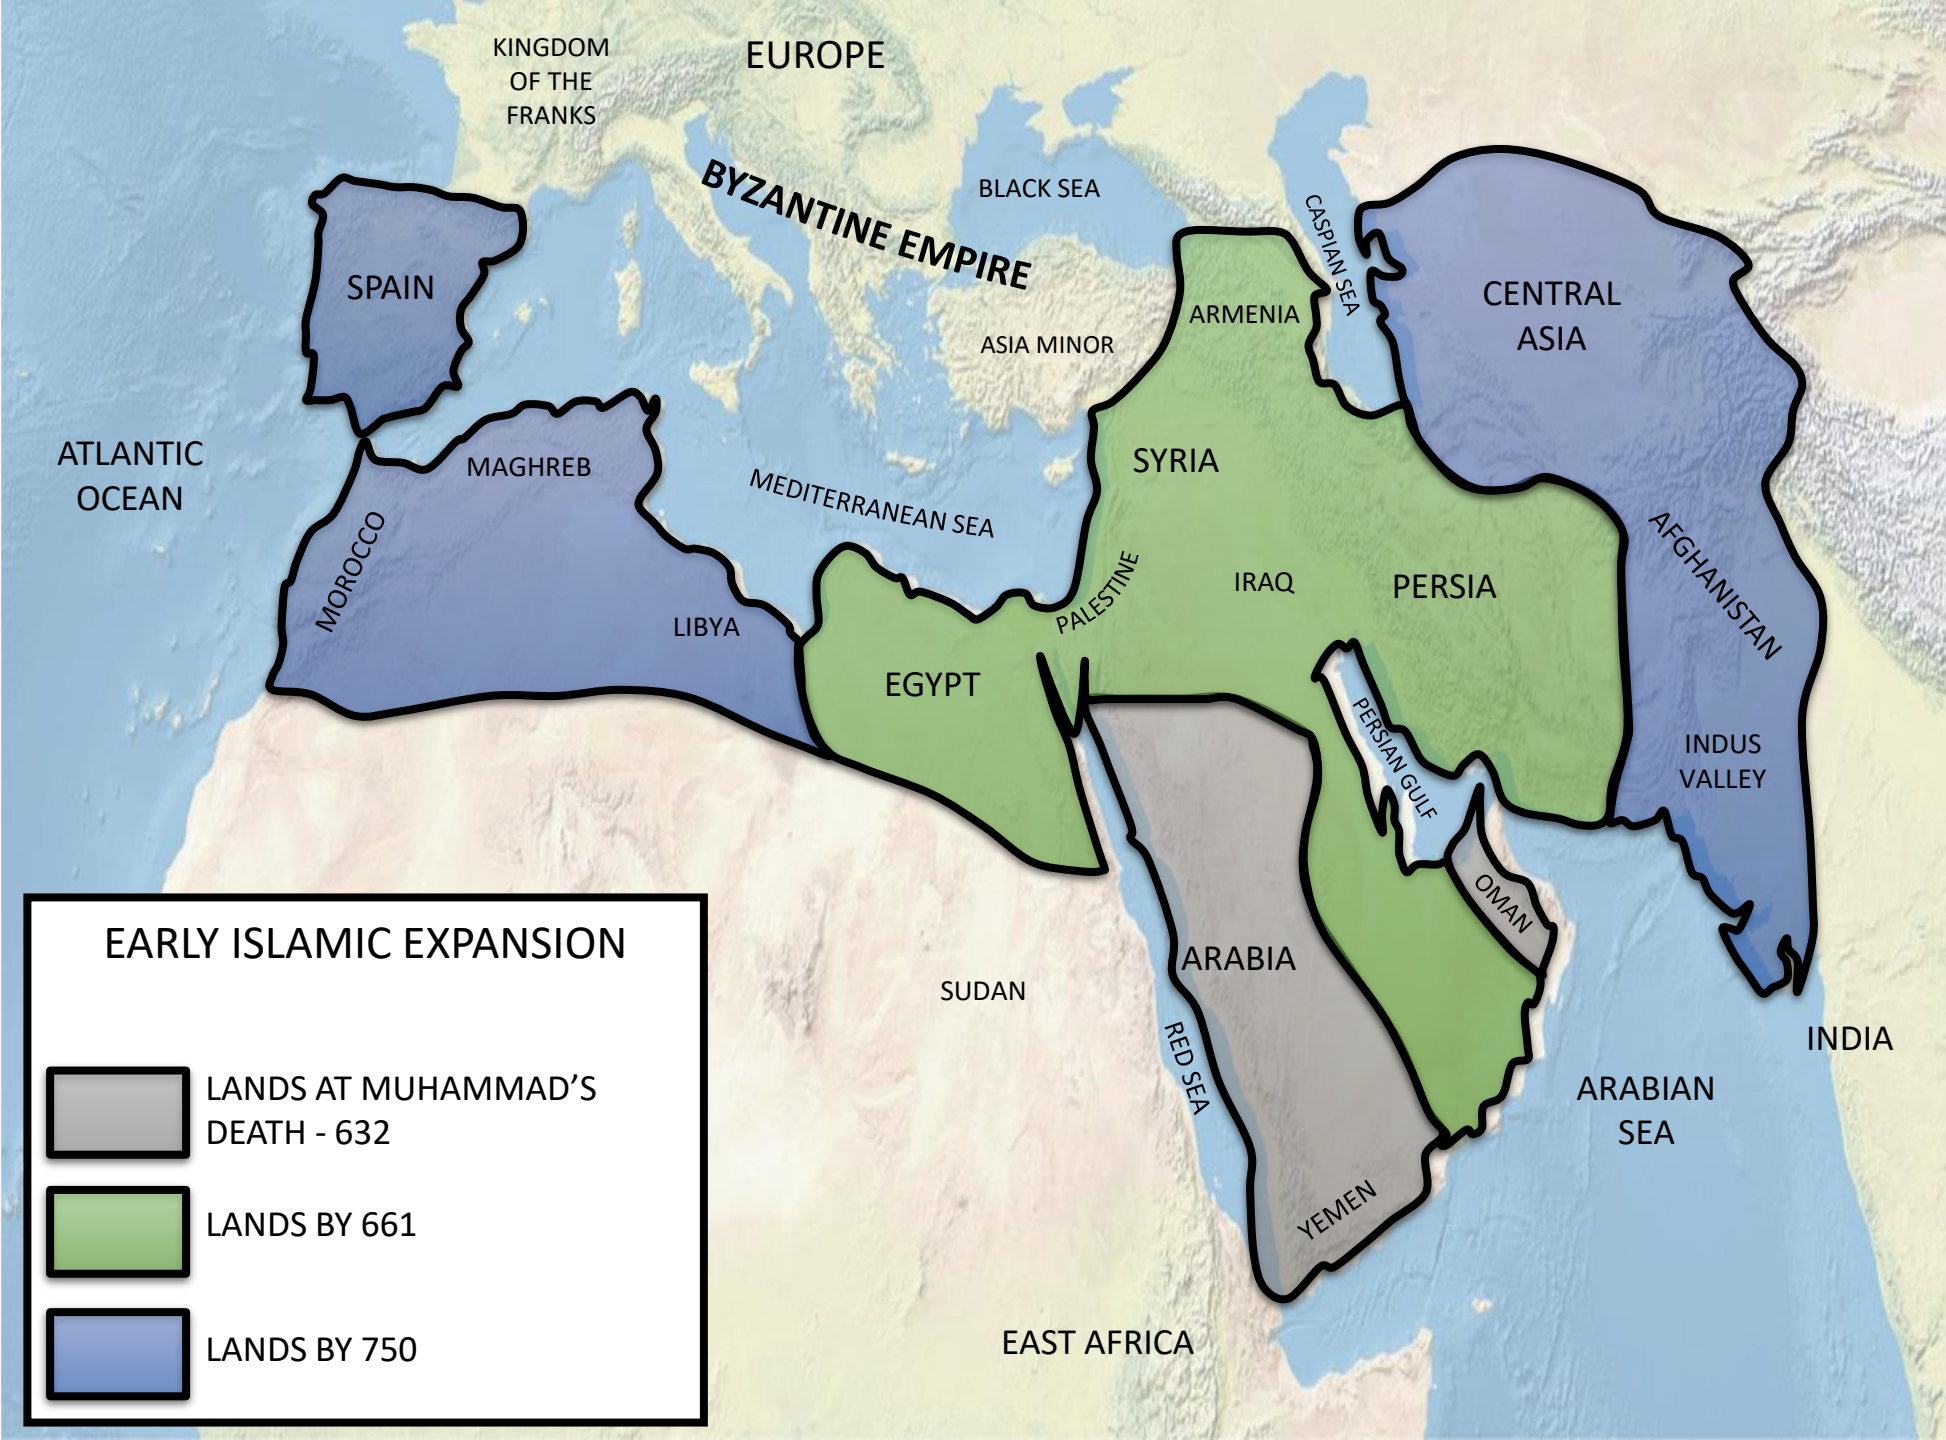 KINGDOM
OF THE
FRANKS
EUROPE
BYZANTINE EMPIRE
BLACK SEA
CASPIAN SEA
SPAIN
ARMENIA
ASIA MINOR
CENTRAL
ASIA
ATLANTIC
OCEAN
MAGHREB
MEDITERRANEAN SEA
SYRIA
MOROCCO
LIBYA
EGYPT
PALESTINE
IRAQ
PERSIA
AFGHANISTAN
PERSIAN GULF
INDUS
VALLEY
OMAN
ARABIA
SUDAN
RED SEA
INDIA
ARABIAN
SEA
YEMEN
EAST AFRICA
EARLY ISLAMIC EXPANSION
LANDS AT MUHAMMAD’S
DEATH - 632
LANDS BY 661
LANDS BY 750